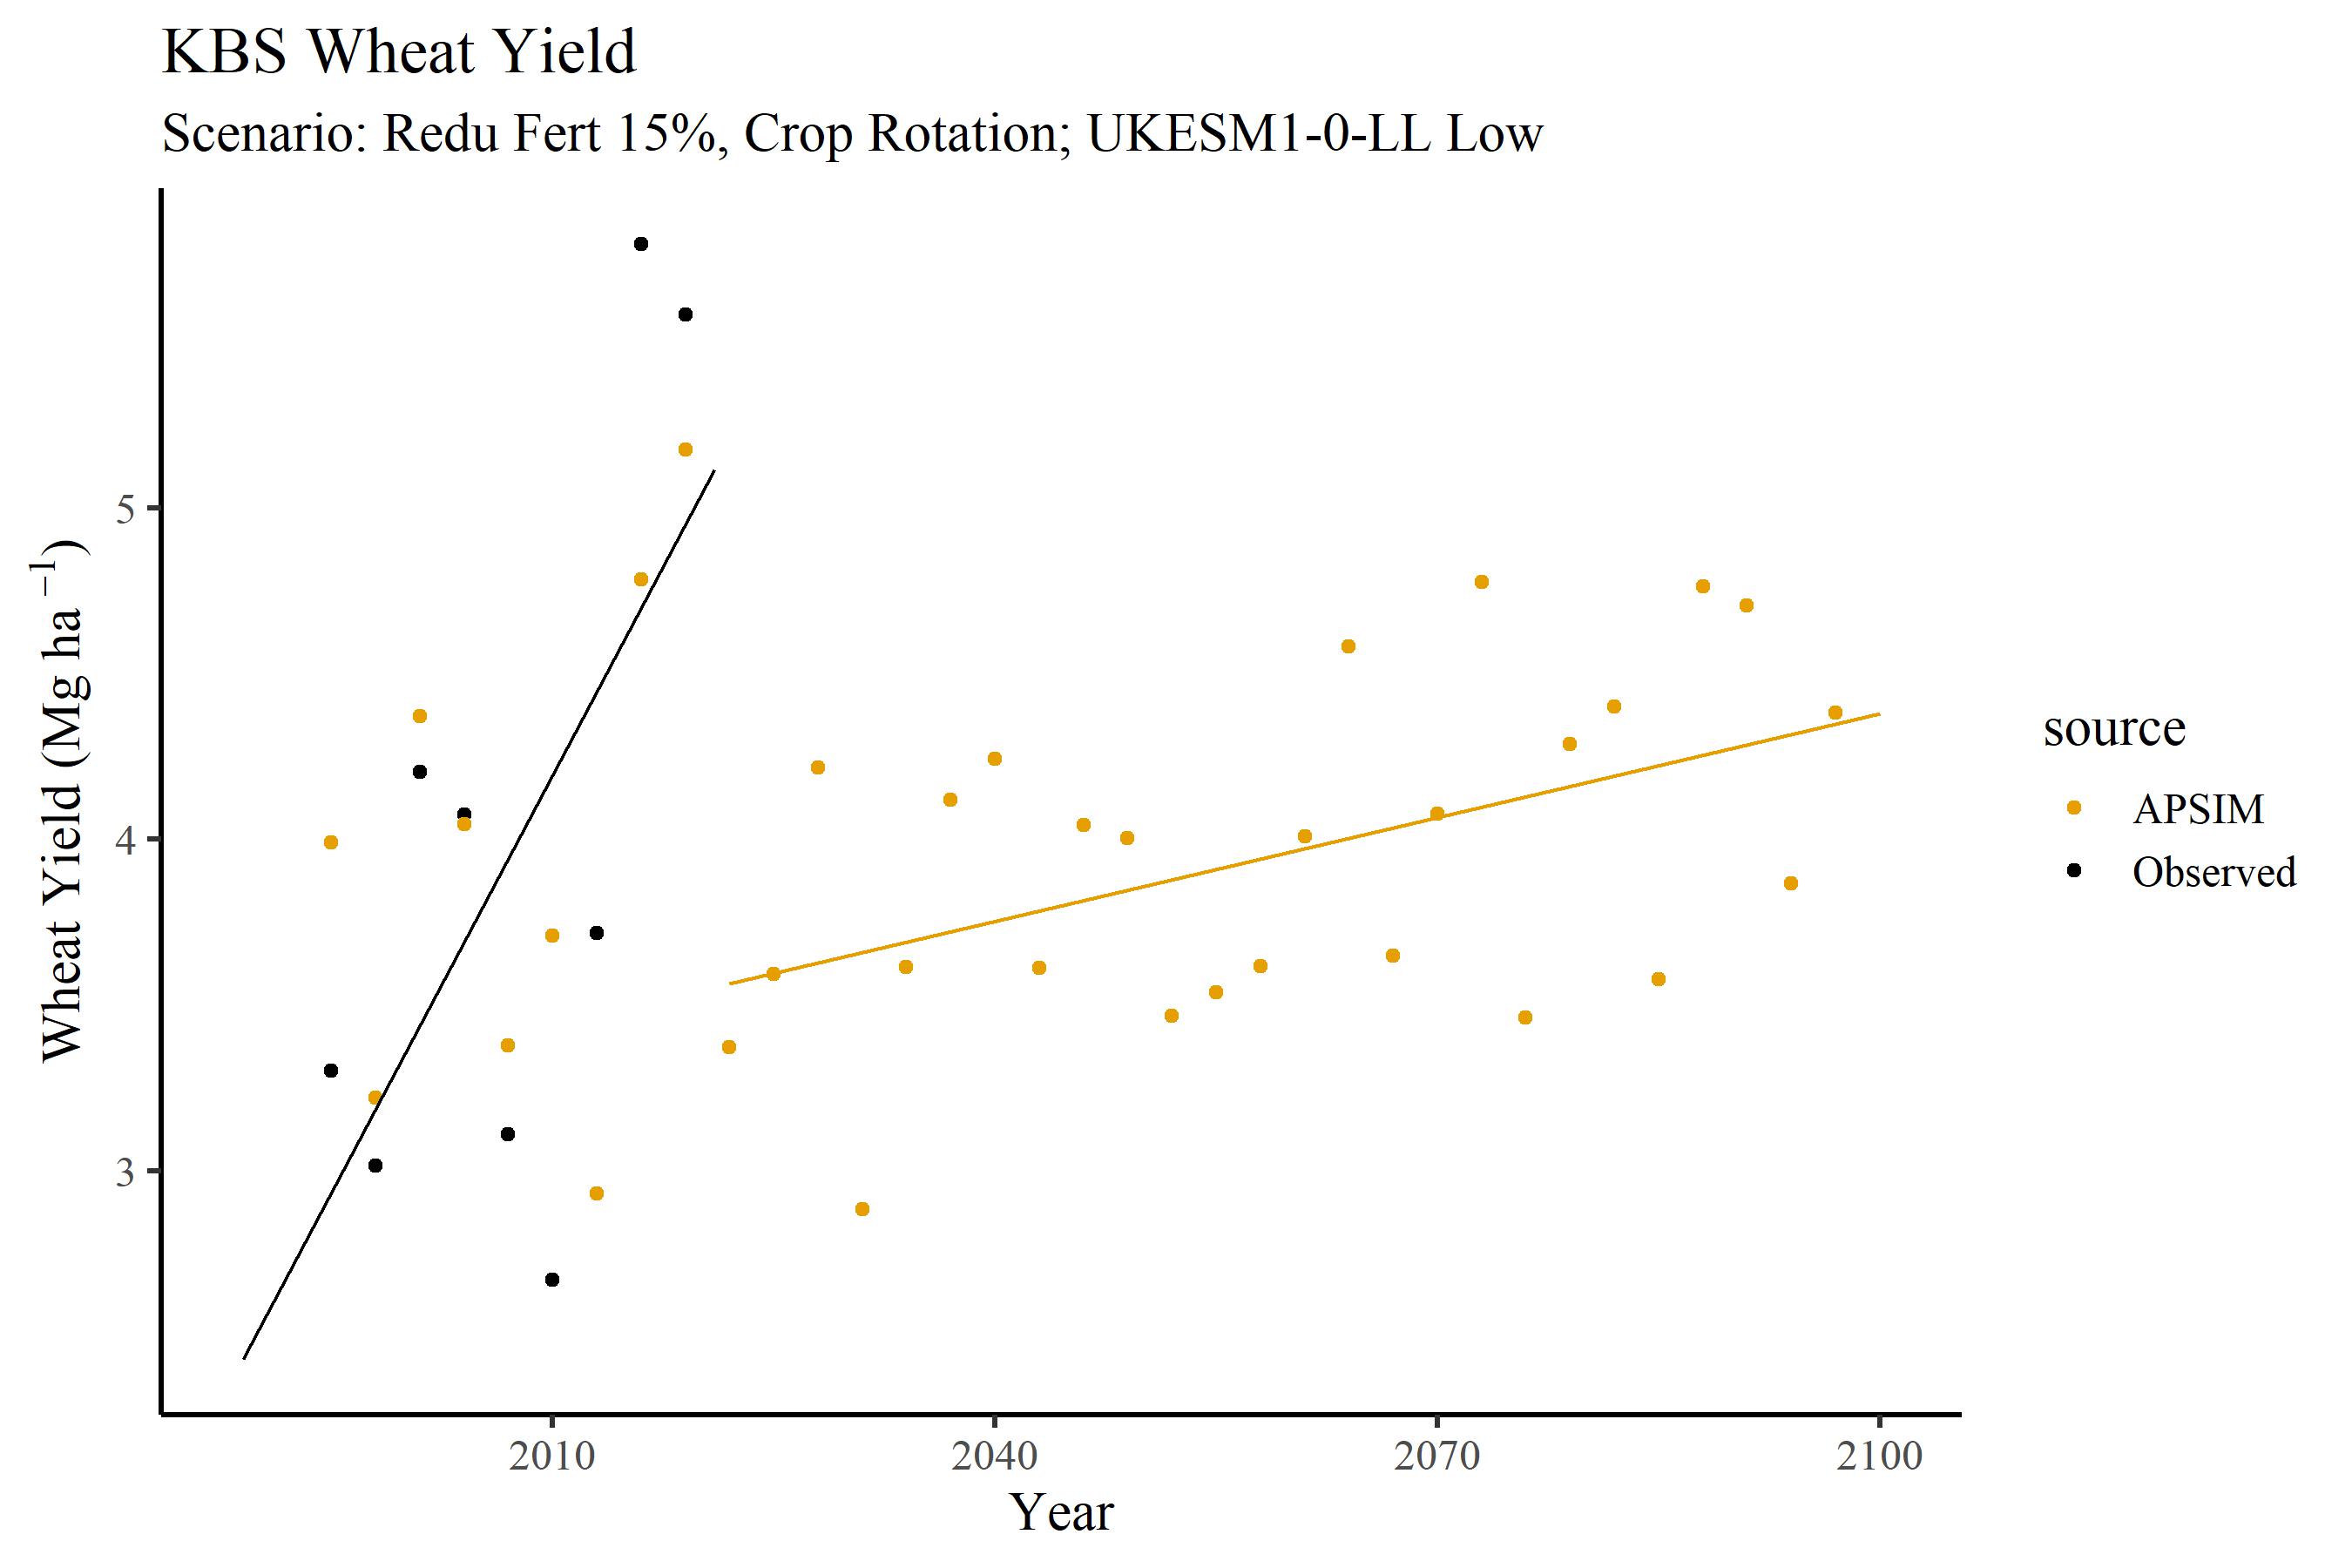 KBS Wheat Yield
Scenario: Redu Fert 15%, Crop Rotation; UKESM1-0-LL Low
Wheat Yield (Mg ha⁻¹)
5
4
3
2010
2040
2070
2100
Year
source
APSIM
Observed